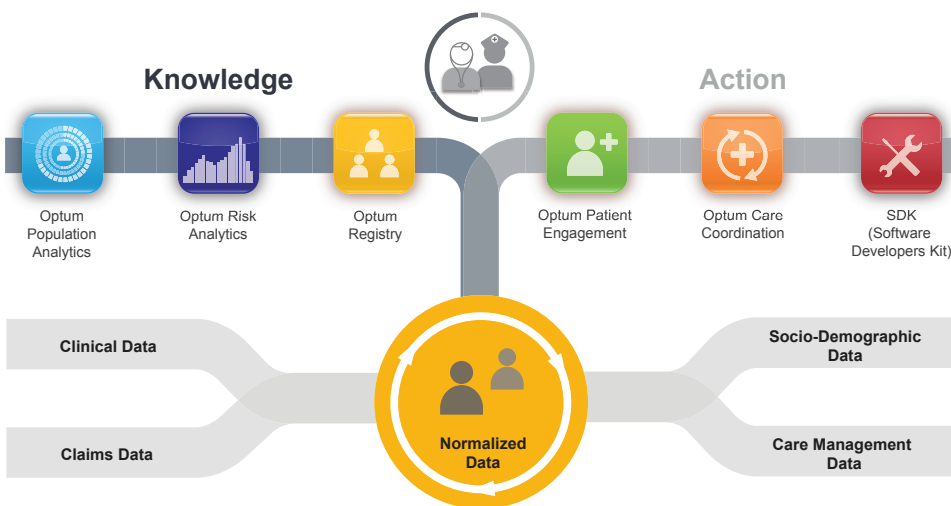 Knowledge
Action
Optum
Population
Analytics
Optum Risk
Analytics
Optum
Registry
Optum Patient
Engagement
Optum Care
Coordination
SDK
(Software
Developers Kit)
Clinical Data
Claims Data
Normalized
Data
Socio-Demographic
Data
Care Management
Data